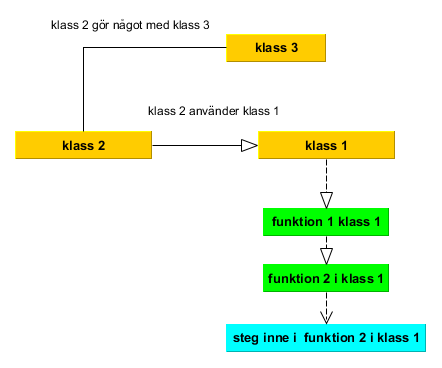 klass 2 gör något med klass 3
klass 3
klass 2 använder klass 1
klass 2
klass 1
funktion 1 klass 1
funktion 2 i klass 1
steg inne i funktion 2 i klass 1